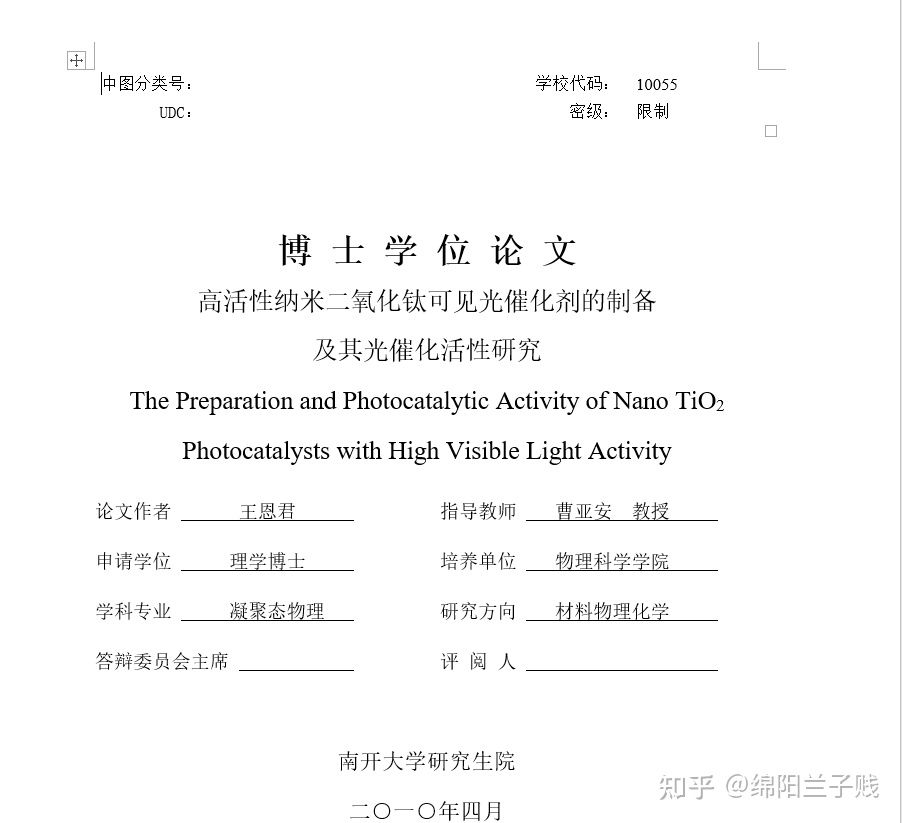 中图分类号: 学校代码: 10055
UDC: 密级: 限制
博士学位论文
高活性纳米二氧化钛可见光催化剂的制备
及其光催化活性研究
The Preparation and Photocatalytic Activity of Nano TiO₂
Photocatalysts with High Visible Light Activity
论文作者 王恩君 指导教师 曹亚安 教授
申请学位 理学博士 培养单位 物理科学学院
学科专业 凝聚态物理 研究方向 材料物理化学
答辩委员会主席 评阅人
南开大学研究生院
二〇一〇年四月
知乎 @绵阳兰子贱